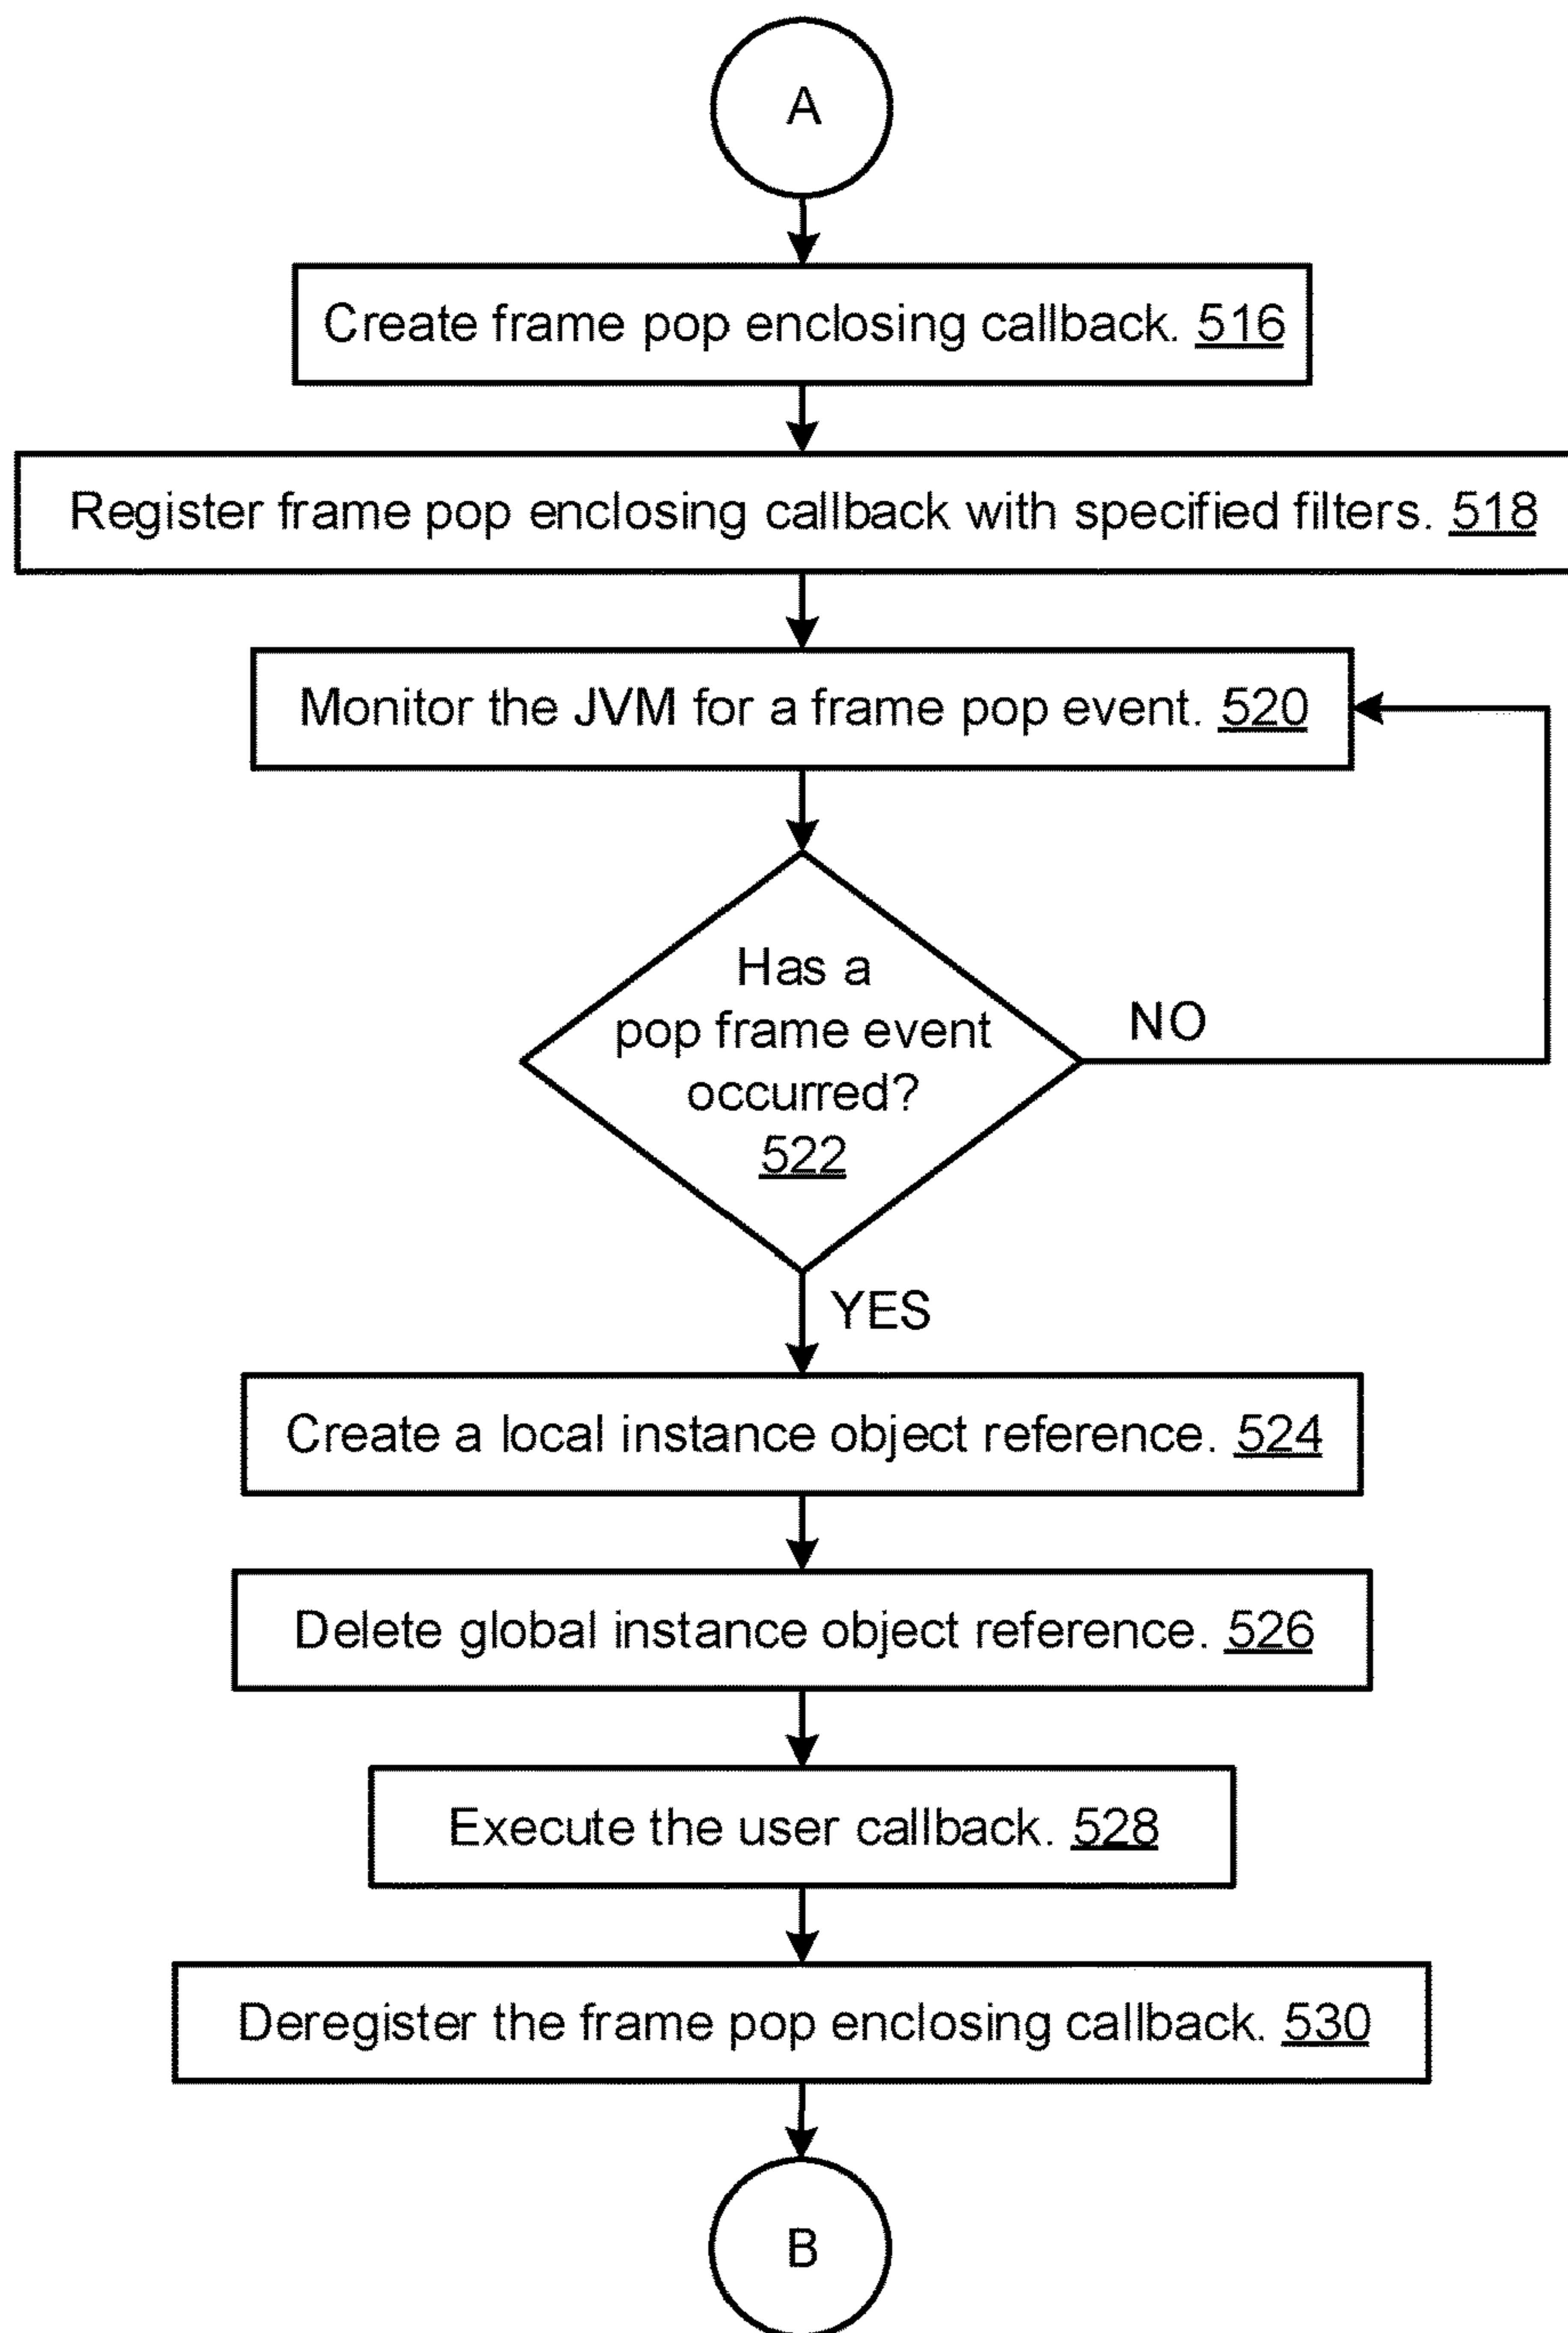 A
Create frame pop enclosing callback. 516
Register frame pop enclosing callback with specified filters. 518
Monitor the JVM for a frame pop event. 520
Has a
pop frame event
occurred?
522
NO
YES
Create a local instance object reference. 524
Delete global instance object reference. 526
Execute the user callback. 528
Deregister the frame pop enclosing callback. 530
B